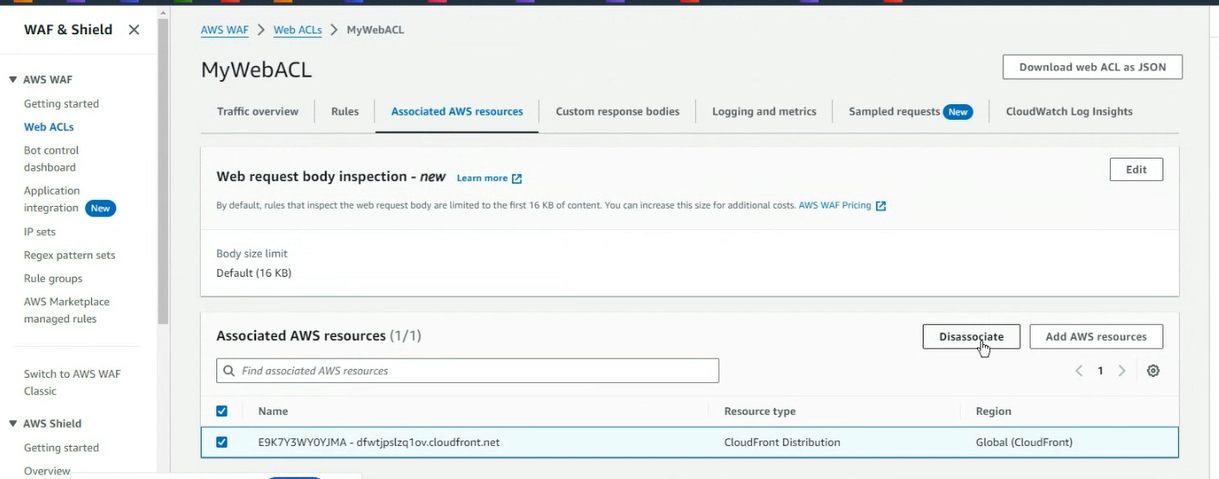 WAF & Shield
AWS WAF
Getting started
Web ACLs
Bot control
dashboard
Application
integration New
IP sets
Regex pattern sets
Rule groups
AWS Marketplace
managed rules
Switch to AWS WAF
Classic
AWS Shield
Getting started
Overview
AWS WAF > Web ACLs > MyWebACL
MyWebACL
Download web ACL as JSON
Traffic overview Rules Associated AWS resources Custom response bodies Logging and metrics Sampled requests New CloudWatch Log Insights
Web request body inspection - new Learn more
Edit
By default, rules that inspect the web request body are limited to the first 16 KB of content. You can increase this size for additional costs. AWS WAF Pricing
Body size limit
Default (16 KB)
Associated AWS resources (1/1)
Disassociate Add AWS resources
Find associated AWS resources
1
Name Resource type Region
E9K7Y3WY0YJMA - dfwtjpslzq1ov.cloudfront.net CloudFront Distribution Global (CloudFront)